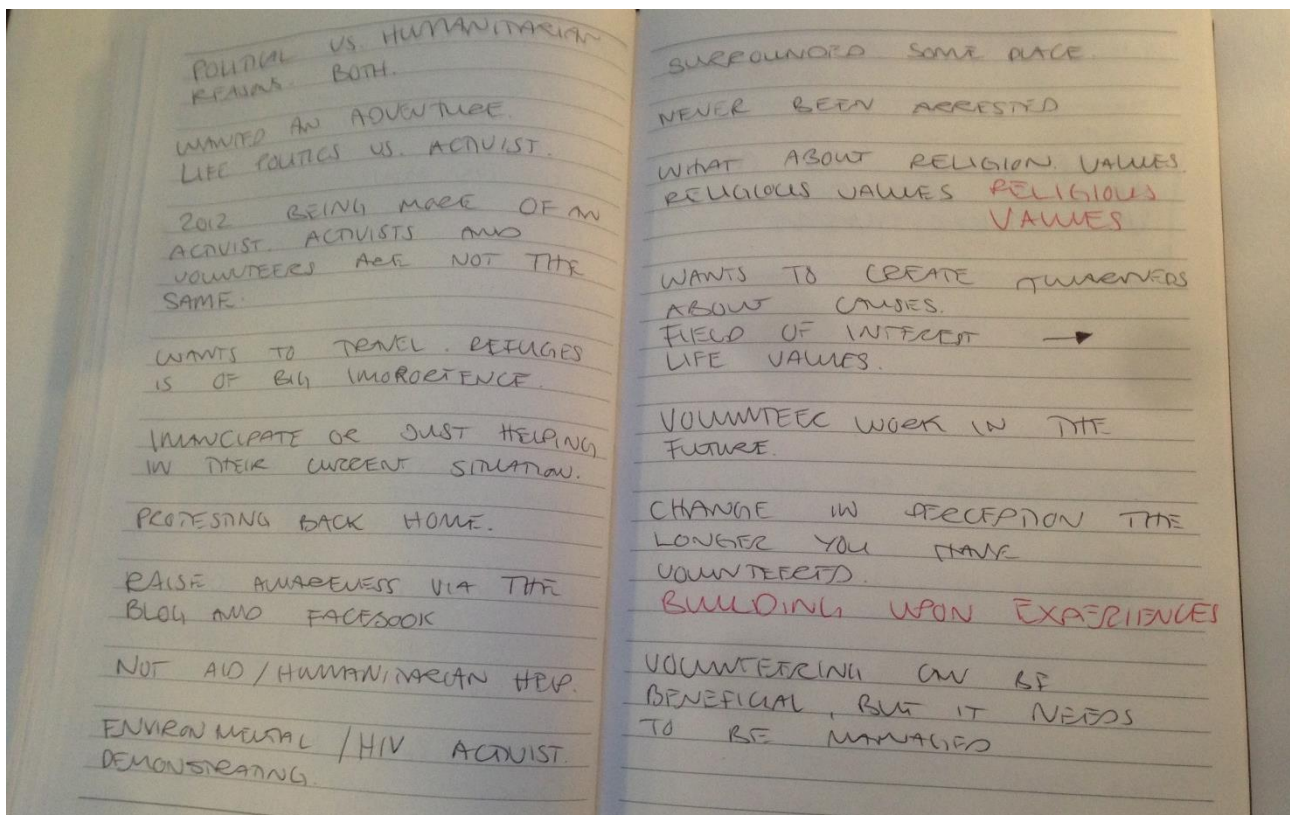 POLITICAL VS HUMANITARIAN
REMAINS BOTH.
WANTED AN ADVENTURE.
LIFE POLITICS VS. ACTIVIST.
2012 BEING MORE OF AN
ACTIVIST. ACTIVISTS AND
VOLUNTEERS ARE NOT THE
SAME.
WANTS TO TRAVEL. REFUGES
IS OF BIG IMORORTENCE.
IMANCIPATE OR JUST HELPING
IN THEIR CURRENT SITUATION.
PROTESTING BACK HOME.
RAISE AWARENESS VIA THE
BLOG AND FACEBOOK
NOT AID/HUMANITARIAN HELP.
ENVIRONMENTAL/HIV ACTIVIST.
DEMONSTRATING.
SURROUNDED SOME PLACE.
NEVER BEEN ARRESTED
WHAT ABOUT RELIGION. VALUES.
RELIGIOUS VALUES RELIGIOUS
VALUES
WANTS TO CREATE
ABOUT CAUSES.
FIELD OF INTEREST →
LIFE VALUES.
VOLUNTEER WORK IN THE
FUTURE.
CHANGE IN PERCEPTION THE
LONGER YOU HAVE
VOLUNTEERED.
BUILDING UPON EXPERIENCES
VOLUNTEERING CAN BE
BENEFICIAL, BUT IT NEEDS
TO BE MANAGED